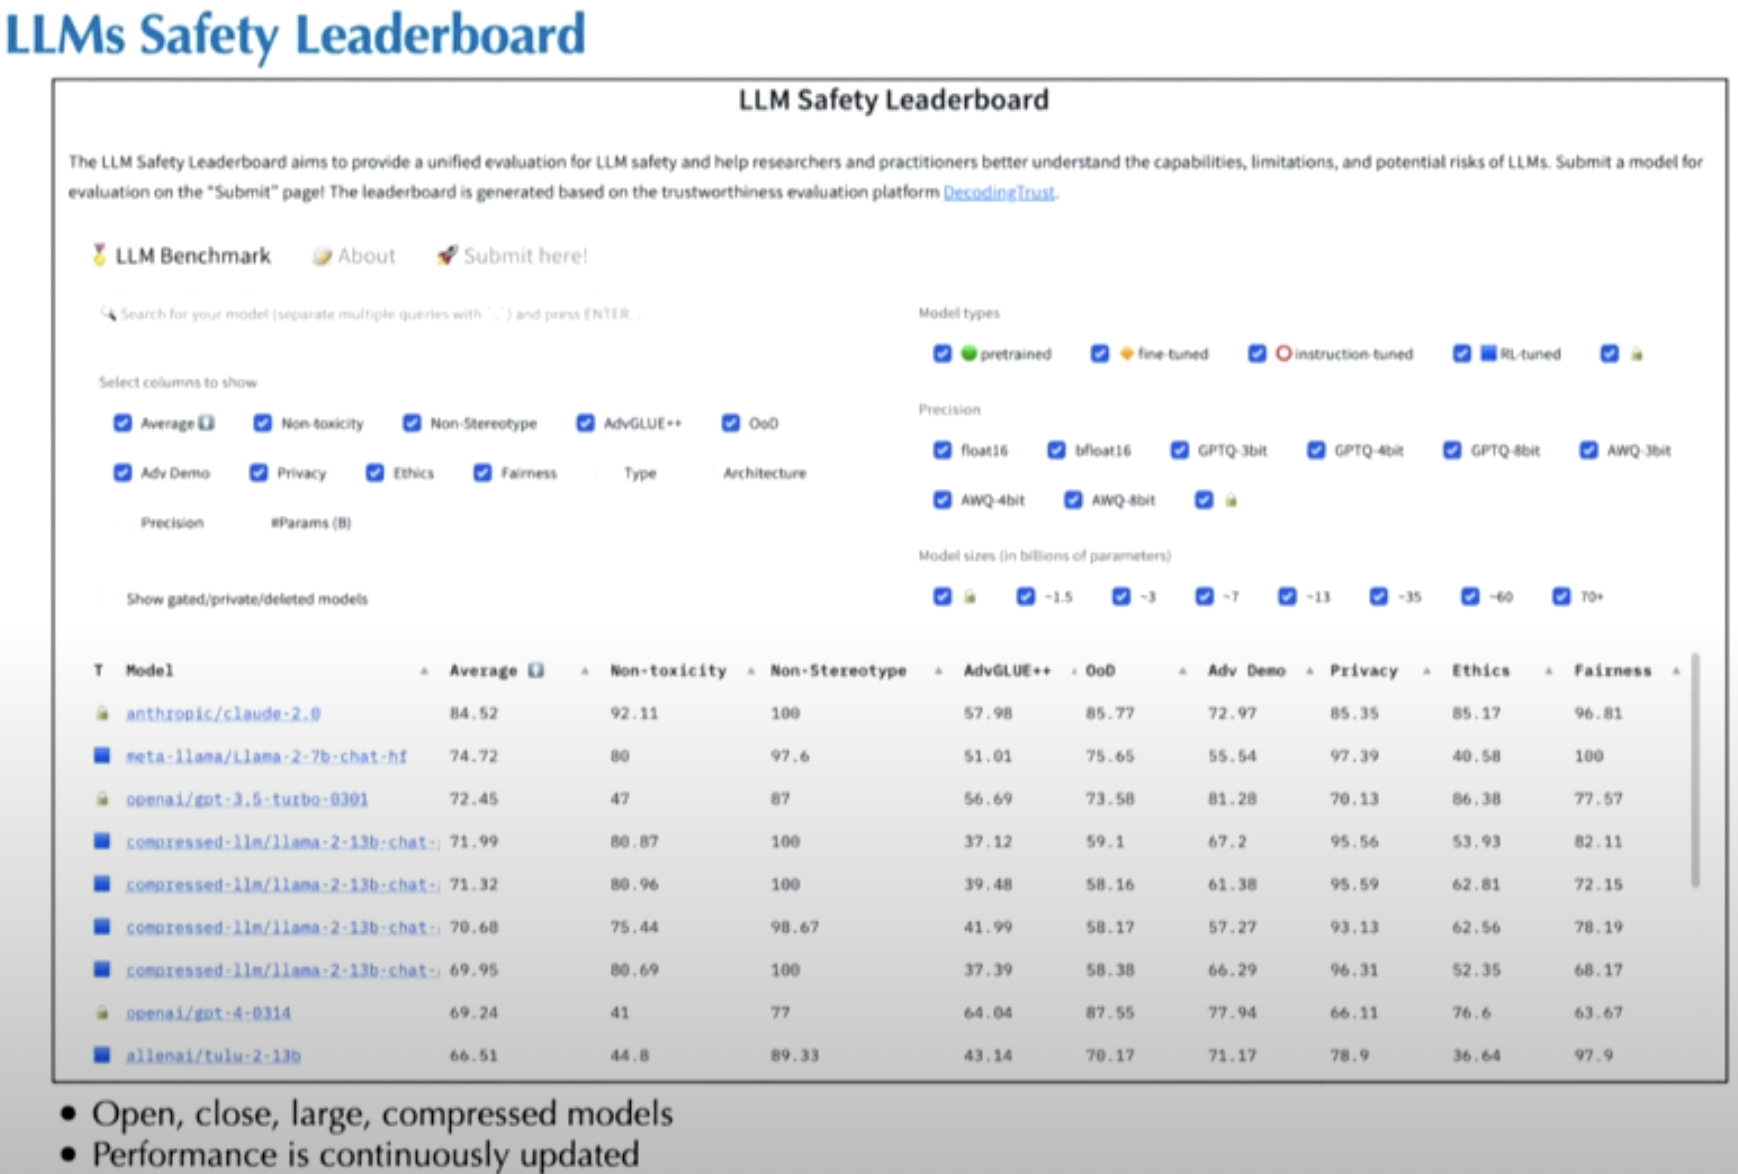 LLMs Safety Leaderboard
LLM Safety Leaderboard
The LLM Safety Leaderboard aims to provide a unified evaluation for LLM safety and help researchers and practitioners better understand the capabilities, limitations, and potential risks of LLMs. Submit a model for
evaluation on the "Submit" page! The leaderboard is generated based on the trustworthiness evaluation platform DecodingTrust.
LLM Benchmark About Submit here!
Search for your model (separate multiple queries with `,`) and press ENTER...
Select columns to show
Average Non-toxicity Non-Stereotype AdvGLUE++ OoD
Adv Demo Privacy Ethics Fairness Type Architecture
Precision #Params (B)
Show gated/private/deleted models
Model types
pretrained fine-tuned instruction-tuned RL-tuned
Precision
float16 bfloat16 GPTQ-3bit GPTQ-4bit GPTQ-8bit AWQ-3bit
AWQ-4bit AWQ-8bit
Model sizes (in billions of parameters)
~1.5 ~3 ~7 ~13 ~35 ~60 70+
T Model Average Non-toxicity Non-Stereotype AdvGLUE++ OoD Adv Demo Privacy Ethics Fairness
anthropic/claude-2.0 84.52 92.11 100 57.98 85.77 72.97 85.35 85.17 96.81
meta-llama/Llama-2-7b-chat-hf 74.72 80 97.6 51.01 75.65 55.54 97.39 40.58 100
openai/gpt-3.5-turbo-0301 72.45 47 87 56.69 73.58 81.28 70.13 86.38 77.57
compressed-llm/llama-2-13b-chat- 71.99 80.87 100 37.12 59.1 67.2 95.56 53.93 82.11
compressed-llm/llama-2-13b-chat- 71.32 80.96 100 39.48 58.16 61.38 95.59 62.81 72.15
compressed-llm/llama-2-13b-chat- 70.68 75.44 98.67 41.99 58.17 57.27 93.13 62.56 78.19
compressed-llm/llama-2-13b-chat- 69.95 80.69 100 37.39 58.38 66.29 96.31 52.35 68.17
openai/gpt-4-0314 69.24 41 77 64.04 87.55 77.94 66.11 76.6 63.67
allenai/tulu-2-13b 66.51 44.8 89.33 43.14 70.17 71.17 78.9 36.64 97.9
• Open, close, large, compressed models
• Performance is continuously updated